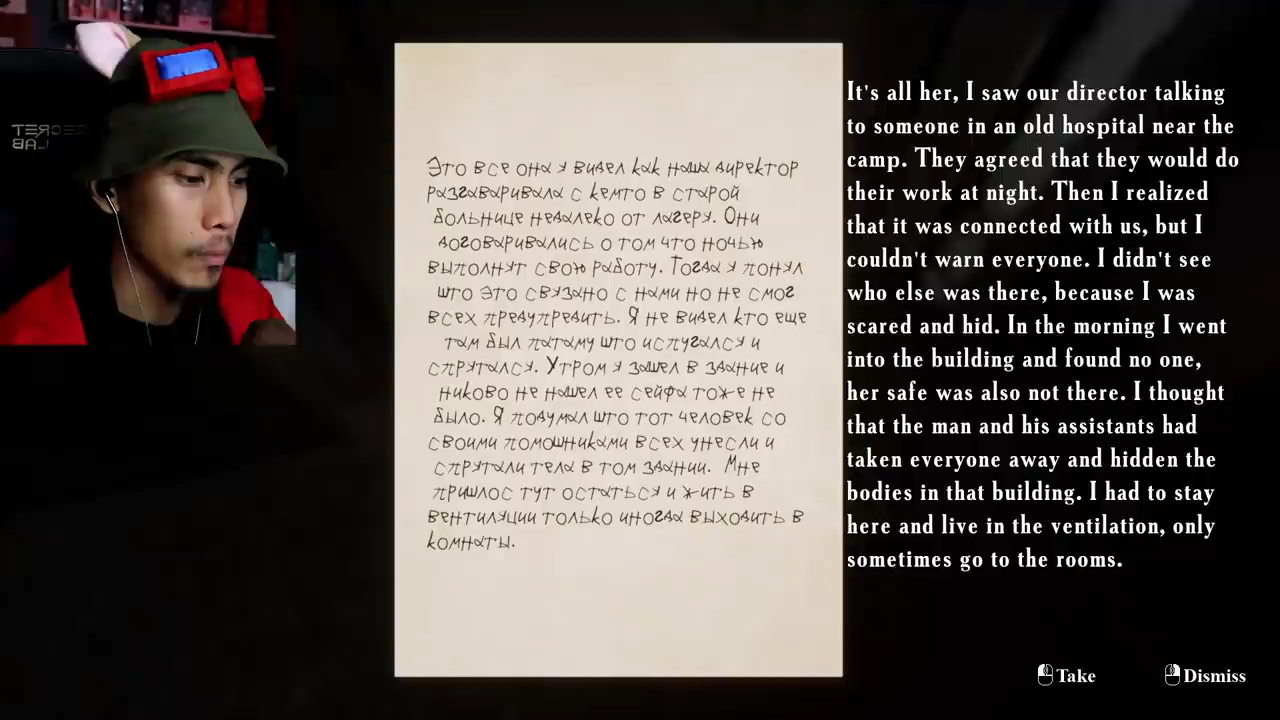 Это все она я видел как наша директор
разгаваривала с кемто в старой
больнице недалеко от лагеря. Они
договаривались о том что ночью
выполнят свою работу. Тогда я понял
што это связано с нами но не смог
всех предупредить. Я не видел кто еще
там был патаму што испугался и
спрятался. Утром я зашел в здание и
никово не нашел ее сейфа тоже не
было. Я подумал што тот человек со
своими помошниками всех унесли и
спрятали тела в том здании. Мне
пришлос тут остаться и жить в
вентиляции только иногда выходить в
комнаты.
It's all her, I saw our director talking
to someone in an old hospital near the
camp. They agreed that they would do
their work at night. Then I realized
that it was connected with us, but I
couldn't warn everyone. I didn't see
who else was there, because I was
scared and hid. In the morning I went
into the building and found no one,
her safe was also not there. I thought
that the man and his assistants had
taken everyone away and hidden the
bodies in that building. I had to stay
here and live in the ventilation, only
sometimes go to the rooms.
SECRET
LAB
Take
Dismiss